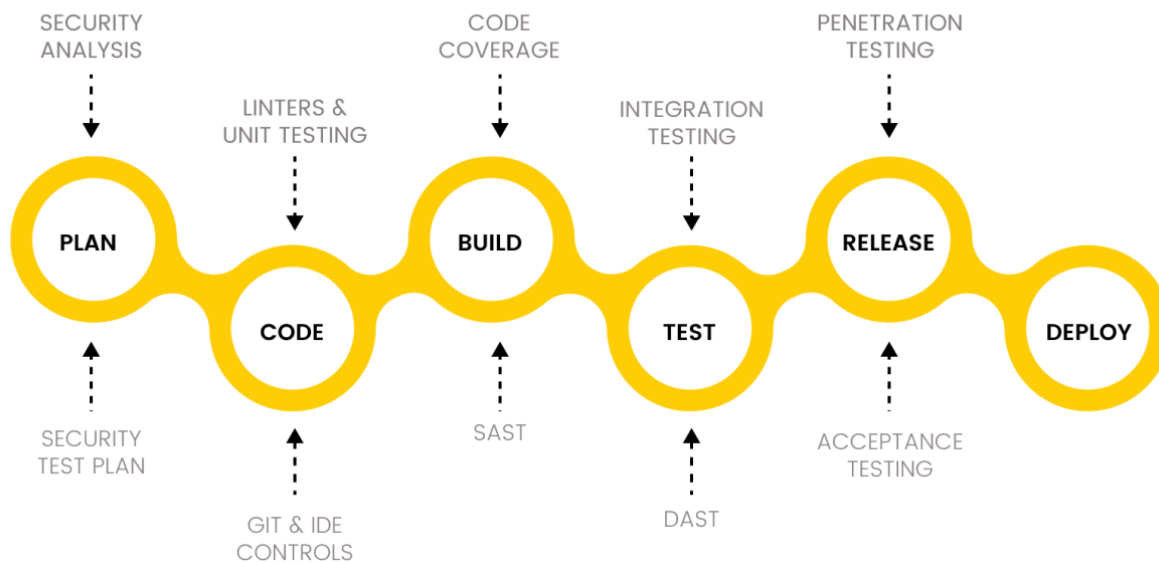 SECURITY
ANALYSIS
CODE
COVERAGE
PENETRATION
TESTING
LINTERS &
UNIT TESTING
INTEGRATION
TESTING
PLAN
BUILD
RELEASE
CODE
TEST
DEPLOY
SECURITY
TEST PLAN
SAST
ACCEPTANCE
TESTING
GIT & IDE
CONTROLS
DAST